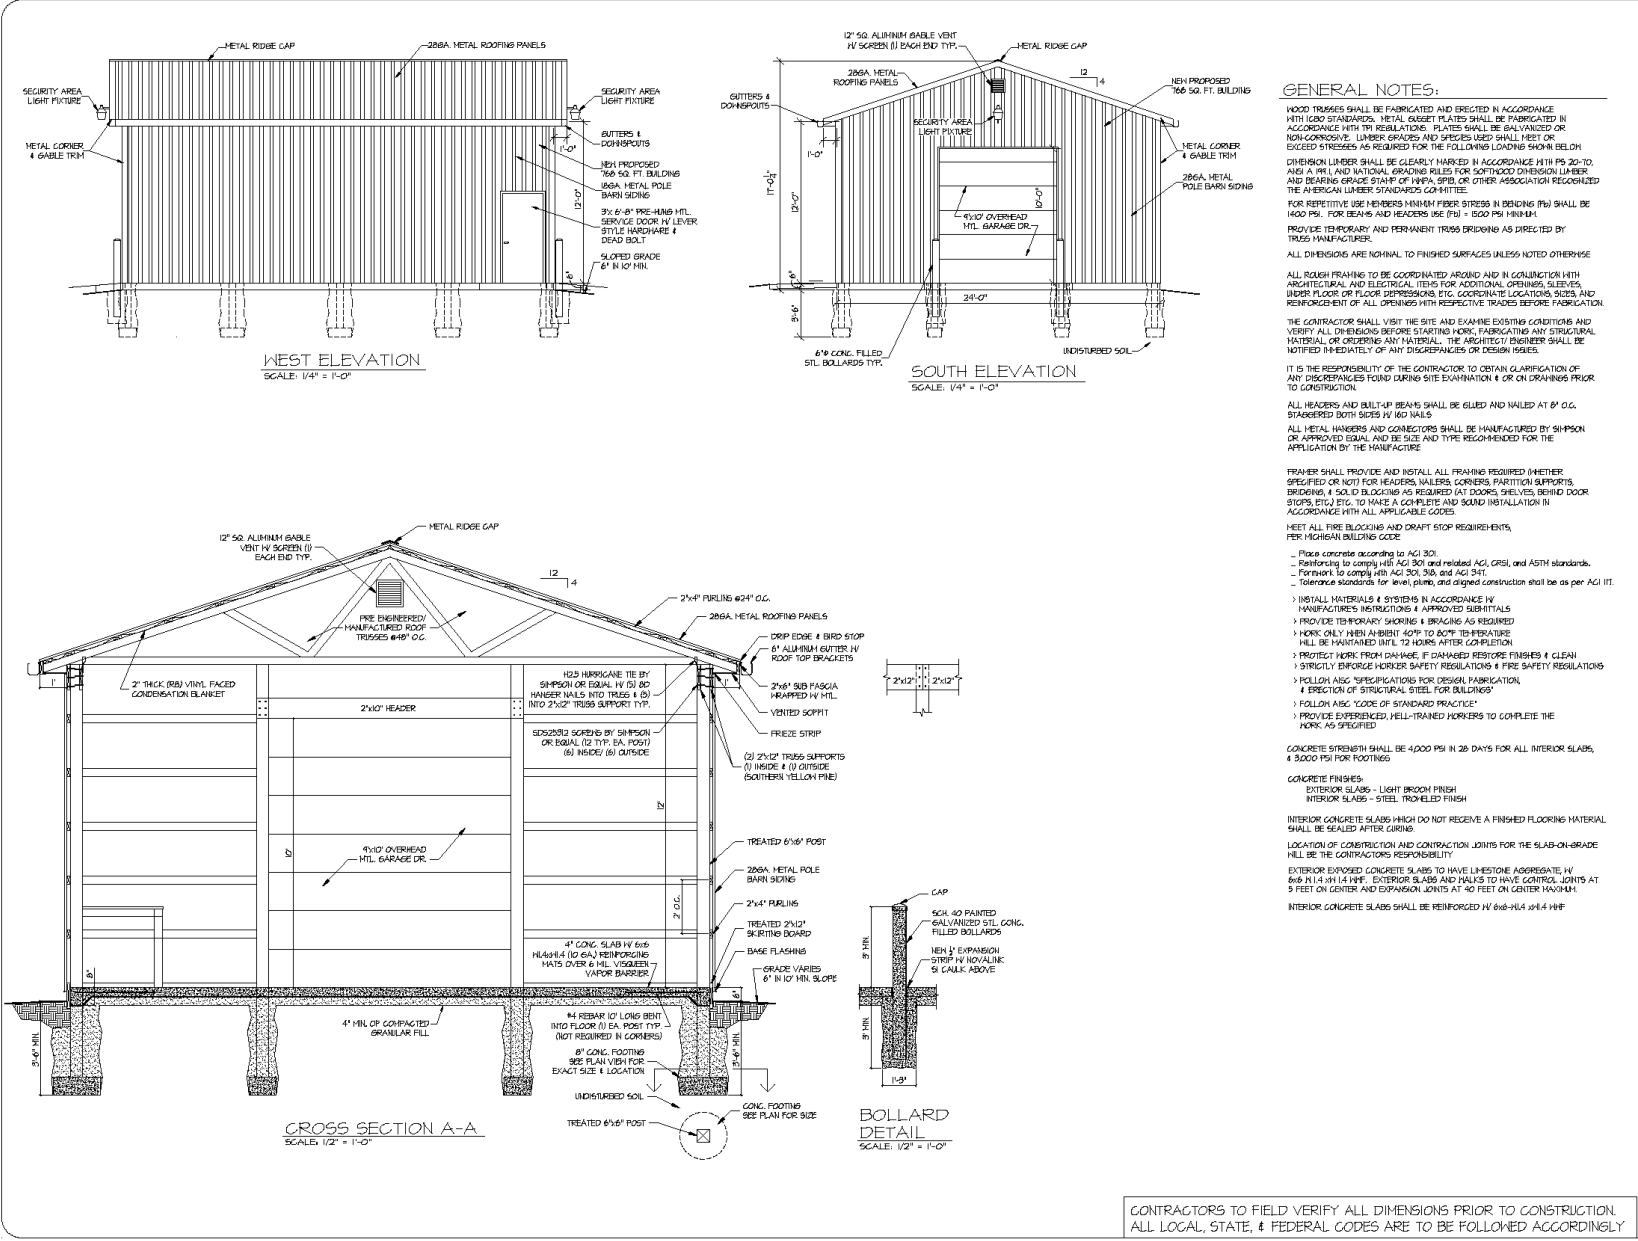 METAL RIDGE CAP
28GA. METAL ROOFING PANELS
SECURITY AREA
LIGHT FIXTURE
METAL CORNER
& GABLE TRIM
SECURITY AREA
LIGHT FIXTURE
GUTTERS &
DOWNSPOUTS
1'-0"
NEW PROPOSED
768 SQ. FT. BUILDING
METAL POLE
BARN SIDING
12'-0"
3'x 6'-8" PRE-HUNG MTL.
SERVICE DOOR W/ LEVER
STYLE HARDWARE &
DEAD BOLT
SLOPED GRADE
6" IN 10' MIN.
6"
WEST ELEVATION
SCALE: 1/4" = 1'-0"
12" SQ. ALUMINUM GABLE VENT
W/ SCREEN (1) EACH END TYP.
METAL RIDGE CAP
28GA. METAL
ROOFING PANELS
12
4
NEW PROPOSED
768 SQ. FT. BUILDING
GUTTERS &
DOWNSPOUTS
SECURITY AREA
LIGHT FIXTURE
1'-0"
METAL CORNER
& GABLE TRIM
28GA. METAL
POLE BARN SIDING
12'-0"
10'-0"
9'x10' OVERHEAD
MTL. GARAGE DR.
6"
24'-0"
3'-6"
6"Φ CONC. FILLED
STL. BOLLARDS TYP.
UNDISTURBED SOIL
SOUTH ELEVATION
SCALE: 1/4" = 1'-0"
GENERAL NOTES:
WOOD TRUSSES SHALL BE FABRICATED AND ERECTED IN ACCORDANCE
WITH ICBO STANDARDS. METAL GUSSET PLATES SHALL BE FABRICATED IN
ACCORDANCE WITH TPI REGULATIONS. PLATES SHALL BE GALVANIZED OR
NON-CORROSIVE. LUMBER GRADES AND SPECIES USED SHALL MEET OR
EXCEED STRESSES AS REQUIRED FOR THE FOLLOWING LOADING SHOWN BELOW
DIMENSION LUMBER SHALL BE CLEARLY MARKED IN ACCORDANCE WITH PS 20-70,
ANSI A 199.1, AND NATIONAL GRADING RULES FOR SOFTWOOD DIMENSION LUMBER
AND BEARING GRADE STAMP OF WWPA, SPIB, OR OTHER ASSOCIATION RECOGNIZED
THE AMERICAN LUMBER STANDARDS COMMITTEE.
FOR REPETITIVE USE MEMBERS MINIMUM FIBER STRESS IN BENDING (Fb) SHALL BE
1400 PSI. FOR BEAMS AND HEADERS USE (Fb) = 1500 PSI MINIMUM.
PROVIDE TEMPORARY AND PERMANENT TRUSS BRIDGING AS DIRECTED BY
TRUSS MANUFACTURER.
ALL DIMENSIONS ARE NOMINAL TO FINISHED SURFACES UNLESS NOTED OTHERWISE
ALL ROUGH FRAMING TO BE COORDINATED AROUND AND IN CONJUNCTION WITH
ARCHITECTURAL AND ELECTRICAL ITEMS FOR ADDITIONAL OPENINGS, SLEEVES,
UNDER FLOOR OR FLOOR DEPRESSIONS, ETC. COORDINATE LOCATIONS, SIZES, AND
REINFORCEMENT OF ALL OPENINGS WITH RESPECTIVE TRADES BEFORE FABRICATION.
THE CONTRACTOR SHALL VISIT THE SITE AND EXAMINE EXISTING CONDITIONS AND
VERIFY ALL DIMENSIONS BEFORE STARTING WORK, FABRICATING ANY STRUCTURAL
MATERIAL, OR ORDERING ANY MATERIAL. THE ARCHITECT/ ENGINEER SHALL BE
NOTIFIED IMMEDIATELY OF ANY DISCREPANCIES OR DESIGN ISSUES.
IT IS THE RESPONSIBILITY OF THE CONTRACTOR TO OBTAIN CLARIFICATION OF
ANY DISCREPANCIES FOUND DURING SITE EXAMINATION & OR ON DRAWINGS PRIOR
TO CONSTRUCTION.
ALL HEADERS AND BUILT-UP BEAMS SHALL BE GLUED AND NAILED AT 8" O.C.
STAGGERED BOTH SIDES W/ 16D NAILS
ALL METAL HANGERS AND CONNECTORS SHALL BE MANUFACTURED BY SIMPSON
OR APPROVED EQUAL AND BE SIZE AND TYPE RECOMMENDED FOR THE
APPLICATION BY THE MANUFACTURE
FRAMER SHALL PROVIDE AND INSTALL ALL FRAMING REQUIRED (WHETHER
SPECIFIED OR NOT) FOR HEADERS, NAILERS, CORNERS, PARTITION SUPPORTS,
BRIDGING, & SOLID BLOCKING AS REQUIRED (AT DOORS, SHELVES, BEHIND DOOR
STOPS, ETC.) ETC. TO MAKE A COMPLETE AND SOUND INSTALLATION IN
ACCORDANCE WITH ALL APPLICABLE CODES.
MEET ALL FIRE BLOCKING AND DRAFT STOP REQUIREMENTS,
PER MICHIGAN BUILDING CODE
_ Place concrete according to ACI 301.
_ Reinforcing to comply with ACI 301 and related ACI, CRSI, and ASTM standards.
_ Formwork to comply with ACI 301, 318, and ACI 347.
_ Tolerance standards for level, plumb, and aligned construction shall be as per ACI 117.
> INSTALL MATERIALS & SYSTEMS IN ACCORDANCE W/
MANUFACTURE'S INSTRUCTIONS & APPROVED SUBMITTALS
> PROVIDE TEMPORARY SHORING & BRACING AS REQUIRED
> WORK ONLY WHEN AMBIENT 40°F TO 80°F TEMPERATURE
WILL BE MAINTAINED UNTIL 72 HOURS AFTER COMPLETION
> PROTECT WORK FROM DAMAGE, IF DAMAGED RESTORE FINISHES & CLEAN
> STRICTLY ENFORCE WORKER SAFETY REGULATIONS & FIRE SAFETY REGULATIONS
> FOLLOW AISC "SPECIFICATIONS FOR DESIGN, FABRICATION,
& ERECTION OF STRUCTURAL STEEL FOR BUILDINGS"
> FOLLOW AISC "CODE OF STANDARD PRACTICE"
> PROVIDE EXPERIENCED, WELL-TRAINED WORKERS TO COMPLETE THE
WORK AS SPECIFIED
CONCRETE STRENGTH SHALL BE 4,000 PSI IN 28 DAYS FOR ALL INTERIOR SLABS,
& 3,000 PSI FOR FOOTINGS
CONCRETE FINISHES:
EXTERIOR SLABS - LIGHT BROOM FINISH
INTERIOR SLABS - STEEL TROWELED FINISH
INTERIOR CONCRETE SLABS WHICH DO NOT RECEIVE A FINISHED FLOORING MATERIAL
SHALL BE SEALED AFTER CURING.
LOCATION OF CONSTRUCTION AND CONTRACTION JOINTS FOR THE SLAB-ON-GRADE
WILL BE THE CONTRACTORS RESPONSIBILITY
EXTERIOR EXPOSED CONCRETE SLABS TO HAVE LIMESTONE AGGREGATE, W/
6x6 W 1.4 xW 1.4 WWF. EXTERIOR SLABS AND WALKS TO HAVE CONTROL JOINTS AT
5 FEET ON CENTER AND EXPANSION JOINTS AT 40 FEET ON CENTER MAXIMUM.
INTERIOR CONCRETE SLABS SHALL BE REINFORCED W/ 6x6-W1.4 xW1.4 WWF
METAL RIDGE CAP
12" SQ. ALUMINUM GABLE
VENT W/ SCREEN (1)
EACH END TYP.
12
4
2"x4" PURLING @24" O.C.
PRE ENGINEERED/
MANUFACTURED ROOF
TRUSSES @48" O.C.
28GA. METAL ROOFING PANELS
DRIP EDGE & BIRD STOP
6" ALUMINUM GUTTER W/
ROOF TOP BRACKETS
1'
2" THICK (R8) VINYL FACED
CONDENSATION BLANKET
H2.5 HURRICANE TIE BY
SIMPSON OR EQUAL W/ (5) 8D
HANGER NAILS INTO TRUSS & (5)
INTO 2"x12" TRUSS SUPPORT TYP.
1'
2"x6" SUB FASCIA
WRAPPED W/ MTL.
VENTED SOFFIT
FRIEZE STRIP
2"x10" HEADER
SDS25312 SCREWS BY SIMPSON
OR EQUAL (12 TYP. EA. POST)
(6) INSIDE/ (6) OUTSIDE
(2) 2"x12" TRUSS SUPPORTS
(1) INSIDE & (1) OUTSIDE
(SOUTHERN YELLOW PINE)
2"x12"
2"x12"
12'
10'
9'x10' OVERHEAD
MTL. GARAGE DR.
TREATED 6"x6" POST
28GA. METAL POLE
BARN SIDING
2' O.C.
2"x4" PURLING
TREATED 2"x12"
SKIRTING BOARD
BASE FLASHING
GRADE VARIES
6" IN 10' MIN. SLOPE
4" CONC. SLAB W/ 6x6
W1.4xW1.4 (10 GA.) REINFORCING
MATS OVER 6 MIL. VISQUEEN
VAPOR BARRIER
8"
6"
4" MIN. OF COMPACTED
GRANULAR FILL
#4 REBAR 10' LONG BENT
INTO FLOOR (1) EA. POST TYP.
(NOT REQUIRED IN CORNERS)
3'-6" MIN.
3'-6" MIN.
8" CONC. FOOTING
SEE PLAN VIEW FOR
EXACT SIZE & LOCATION
UNDISTURBED SOIL
CONC. FOOTING
SEE PLAN FOR SIZE
TREATED 6"x6" POST
CROSS SECTION A-A
SCALE: 1/2" = 1'-0"
CAP
SCH. 40 PAINTED
GALVANIZED STL. CONC.
FILLED BOLLARDS
NEW ½" EXPANSION
STRIP W/ NOVALINK
S1 CAULK ABOVE
3' MIN.
3' MIN.
BOLLARD
DETAIL
SCALE: 1/2" = 1'-0"
CONTRACTORS TO FIELD VERIFY ALL DIMENSIONS PRIOR TO CONSTRUCTION.
ALL LOCAL, STATE, & FEDERAL CODES ARE TO BE FOLLOWED ACCORDINGLY